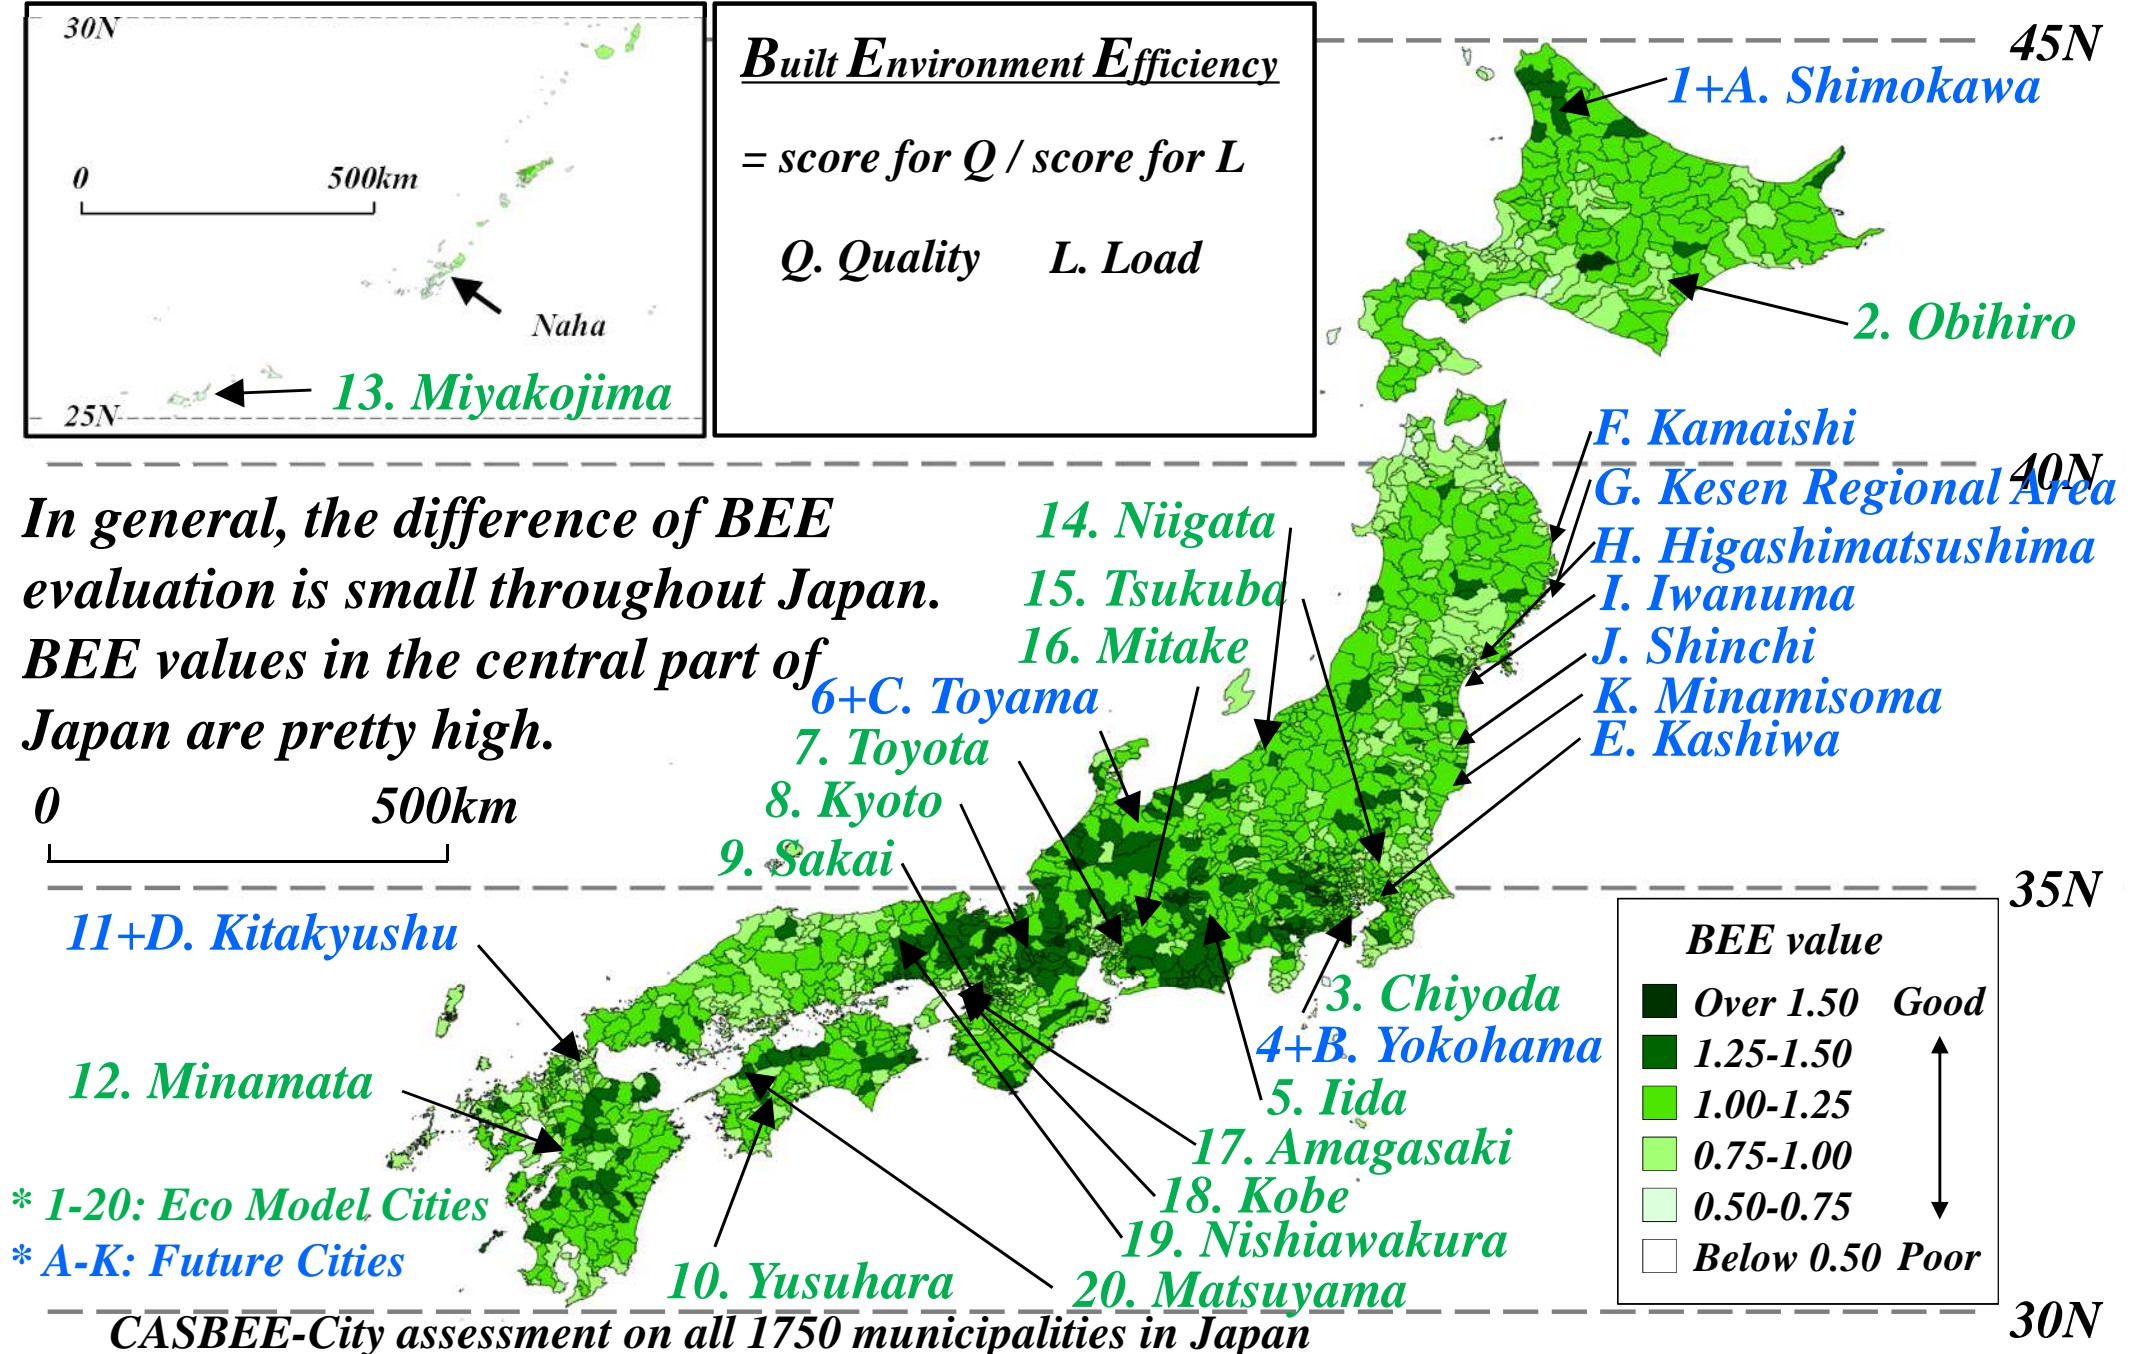 30N
0 500km
Naha
13. Miyakojima
25N
Built Environment Efficiency
= score for Q / score for L
Q. Quality L. Load
45N
1+A. Shimokawa
2. Obihiro
F. Kamaishi
40N
G. Kesen Regional Area
H. Higashimatsushima
I. Iwanuma
J. Shinchi
K. Minamisoma
E. Kashiwa
In general, the difference of BEE
evaluation is small throughout Japan.
BEE values in the central part of
Japan are pretty high.
0 500km
14. Niigata
15. Tsukuba
16. Mitake
6+C. Toyama
7. Toyota
8. Kyoto
9. Sakai
35N
11+D. Kitakyushu
12. Minamata
3. Chiyoda
4+B. Yokohama
5. Iida
17. Amagasaki
18. Kobe
19. Nishiawakura
10. Yusuhara
20. Matsuyama
BEE value
Over 1.50 Good
1.25-1.50
1.00-1.25
0.75-1.00
0.50-0.75
Below 0.50 Poor
* 1-20: Eco Model Cities
* A-K: Future Cities
30N
CASBEE-City assessment on all 1750 municipalities in Japan